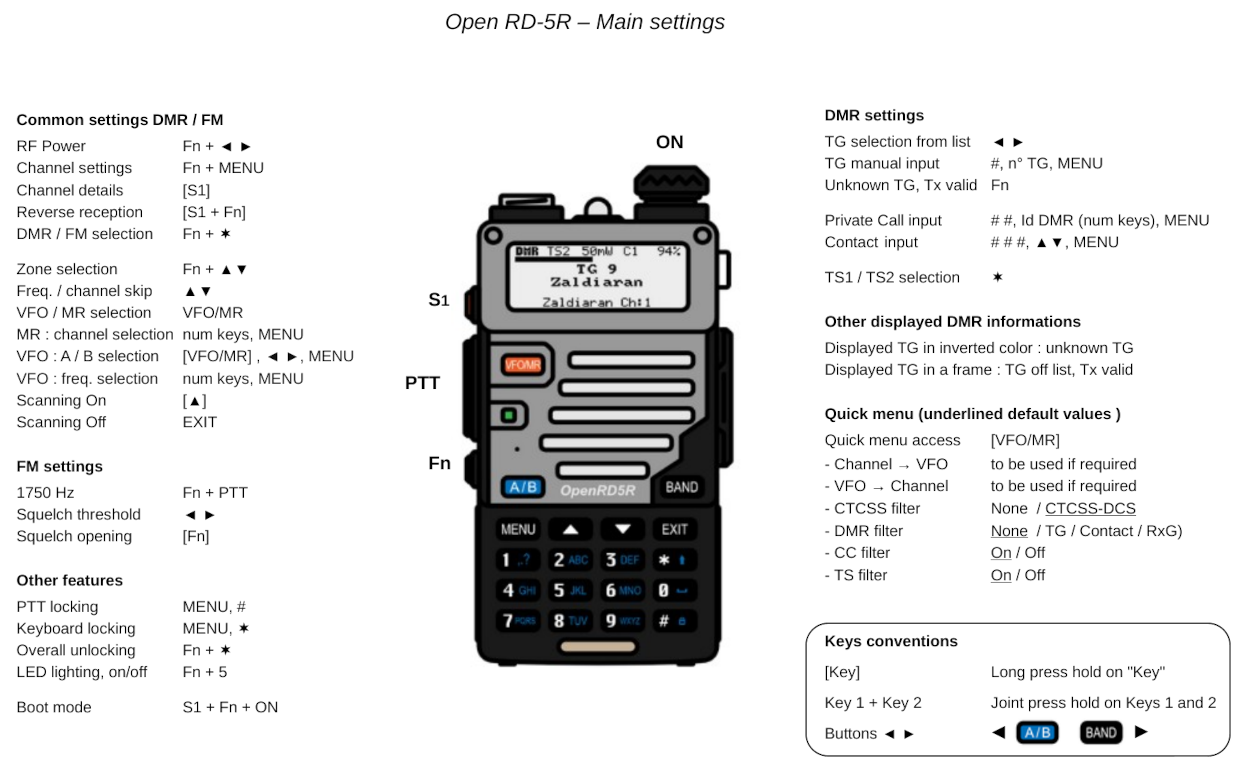 Open RD-5R – Main settings
Common settings DMR / FM
RF Power Fn + ◄ ►
Channel settings Fn + MENU
Channel details [S1]
Reverse reception [S1 + Fn]
DMR / FM selection Fn + ✶
Zone selection Fn + ▲▼
Freq. / channel skip ▲▼
VFO / MR selection VFO/MR
MR : channel selection num keys, MENU
VFO : A / B selection [VFO/MR] , ◄ ►, MENU
VFO : freq. selection num keys, MENU
Scanning On [▲]
Scanning Off EXIT
FM settings
1750 Hz Fn + PTT
Squelch threshold ◄ ►
Squelch opening [Fn]
Other features
PTT locking MENU, #
Keyboard locking MENU, ✶
Overall unlocking Fn + ✶
LED lighting, on/off Fn + 5
Boot mode S1 + Fn + ON
ON
DMR TS2 50mW C1 94%
TG 9
Zaldiaran
Zaldiaran Ch:1
S1
VFO/MR
PTT
Fn
A/B OpenRD5R BAND
MENU ▲ ▼ EXIT
1 .,? 2 ABC 3 DEF *
4 GHI 5 JKL 6 MNO 0
7 PQRS 8 TUV 9 WXYZ #
DMR settings
TG selection from list ◄ ►
TG manual input #, n° TG, MENU
Unknown TG, Tx valid Fn
Private Call input # #, Id DMR (num keys), MENU
Contact input # # #, ▲▼, MENU
TS1 / TS2 selection ✶
Other displayed DMR informations
Displayed TG in inverted color : unknown TG
Displayed TG in a frame : TG off list, Tx valid
Quick menu (underlined default values )
Quick menu access [VFO/MR]
- Channel → VFO to be used if required
- VFO → Channel to be used if required
- CTCSS filter None / CTCSS-DCS
- DMR filter None / TG / Contact / RxG)
- CC filter On / Off
- TS filter On / Off
Keys conventions
[Key] Long press hold on "Key"
Key 1 + Key 2 Joint press hold on Keys 1 and 2
Buttons ◄ ► ◄ A/B BAND ►